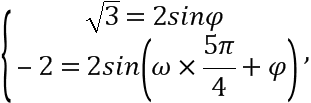 √3 = 2sinφ
−2 = 2sin(ω × 5π/4 + φ) ,